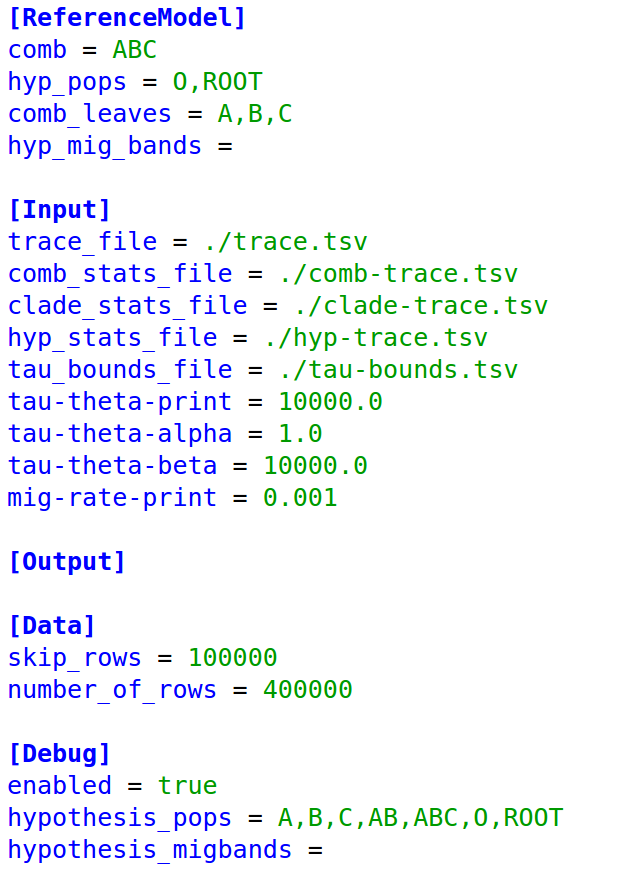 [ReferenceModel]
comb = ABC
hyp_pops = O,ROOT
comb_leaves = A,B,C
hyp_mig_bands =

[Input]
trace_file = ./trace.tsv
comb_stats_file = ./comb-trace.tsv
clade_stats_file = ./clade-trace.tsv
hyp_stats_file = ./hyp-trace.tsv
tau_bounds_file = ./tau-bounds.tsv
tau-theta-print = 10000.0
tau-theta-alpha = 1.0
tau-theta-beta = 10000.0
mig-rate-print = 0.001

[Output]

[Data]
skip_rows = 100000
number_of_rows = 400000

[Debug]
enabled = true
hypothesis_pops = A,B,C,AB,ABC,O,ROOT
hypothesis_migbands =